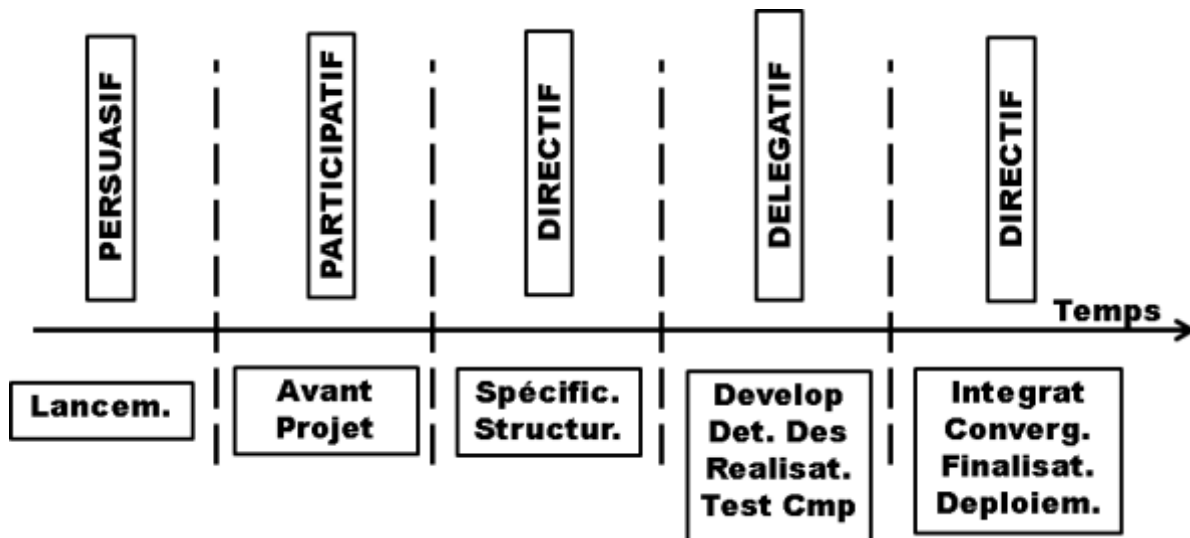 PERSUASIF
PARTICIPATIF
DIRECTIF
DELEGATIF
DIRECTIF
Temps
Lancem.
Avant
Projet
Spécific.
Structur.
Develop
Det. Des
Realisat.
Test Cmp
Integrat
Converg.
Finalisat.
Deploiem.